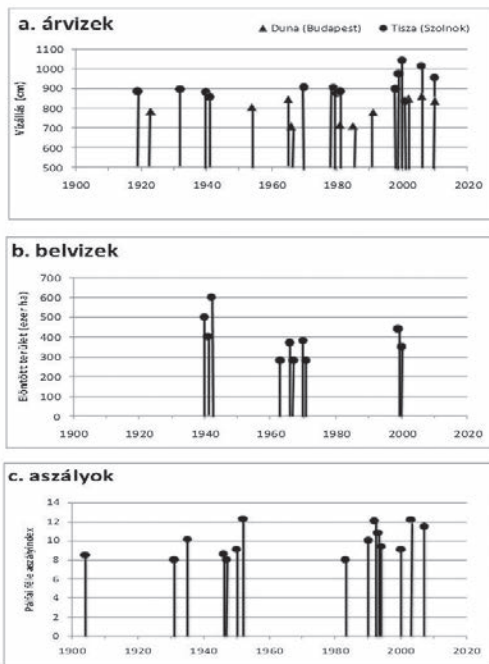 a. árvizek
▲ Duna (Budapest) ● Tisza (Szolnok)
Vízállás (cm)
1100
1000
900
800
700
600
500
1900 1920 1940 1960 1980 2000 2020
b. belvizek
Elöntött terület (ezer ha)
700
600
500
400
300
200
100
0
1900 1920 1940 1960 1980 2000 2020
c. aszályok
Pálfai féle aszályindex
14
12
10
8
6
4
2
0
1900 1920 1940 1960 1980 2000 2020